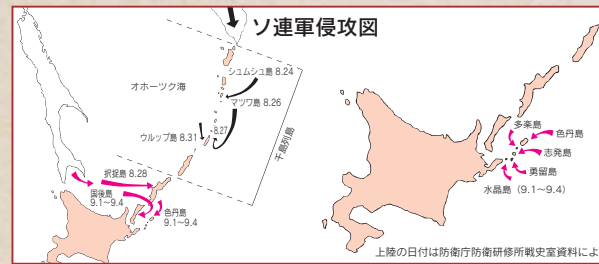 ソ連軍侵攻図
オホーツク海
シュムシュ島 8.24
マツワ島 8.26
8.27
ウルップ島 8.31
千島列島
択捉島 8.28
国後島
9.1〜9.4
色丹島
9.1〜9.4
多楽島
色丹島
志発島
勇留島
水晶島（9.1〜9.4）
上陸の日付は防衛庁防衛研修所戦史室資料によ